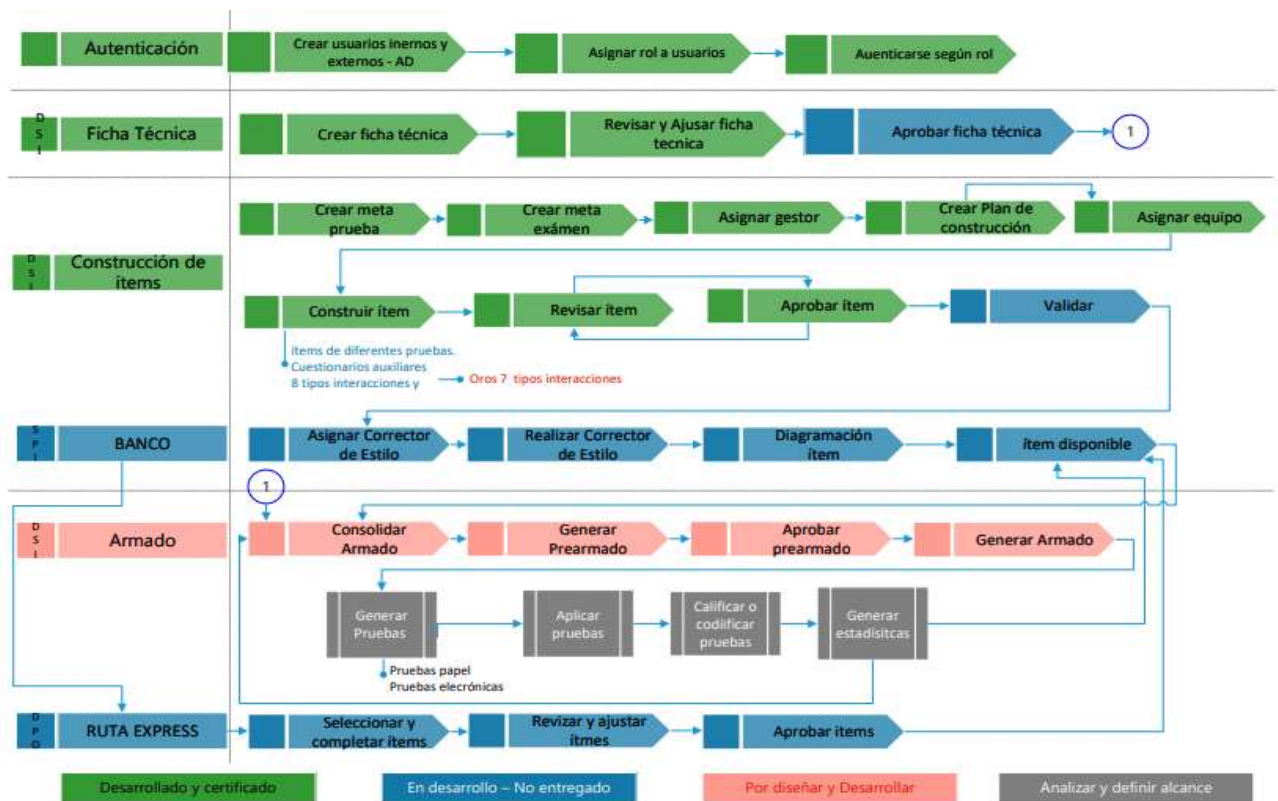 Autenticación
Crear usuarios inernos y
externos - AD
Asignar rol a usuarios
Auenticarse según rol
D
S
I
Ficha Técnica
Crear ficha técnica
Revisar y Ajusar ficha
tecnica
Aprobar ficha técnica
1
Crear meta
prueba
Crear meta
exámen
Asignar gestor
Crear Plan de
construcción
Asignar equipo
D
S
I
Construcción de
ítems
Construir ítem
Revisar ítem
Aprobar ítem
Validar
Items de diferentes pruebas.
Cuestionarios auxiliares
8 tipos interacciones y
Oros 7 tipos interacciones
S
P
I
BANCO
Asignar Corrector
de Estilo
Realizar Corrector
de Estilo
Diagramación
ítem
ítem disponible
1
D
S
I
Armado
Consolidar
Armado
Generar
Prearmado
Aprobar
prearmado
Generar Armado
Generar
Pruebas
Aplicar
pruebas
Calificar o
codiificar
pruebas
Generar
estadísitcas
Pruebas papel
Pruebas elecrónicas
D
P
O
RUTA EXPRESS
Seleccionar y
completar ítems
Revizar y ajustar
ítmes
Aprobar items
Desarrollado y certificado
En desarrollo – No entregado
Por diseñar y Desarrollar
Analizar y definir alcance